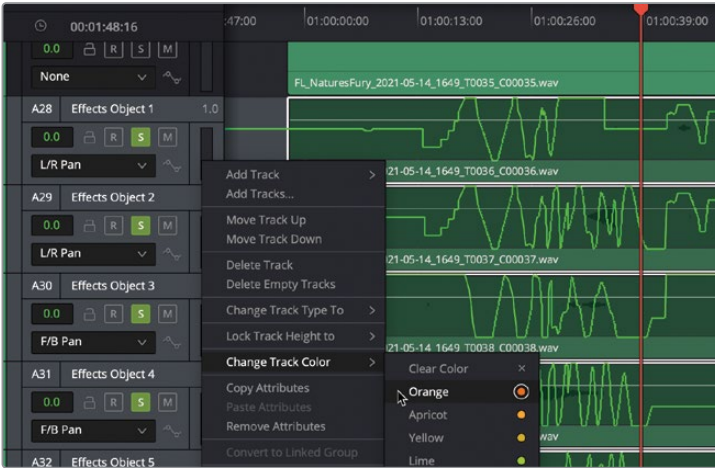 00:01:48:16
:47:00 01:00:00:00 01:00:13:00 01:00:26:00 01:00:39:00
0.0 R S M
None
FL_NaturesFury_2021-05-14_1649_T0035_C00035.wav
A28 Effects Object 1 1.0
0.0 R S M
L/R Pan
21-05-14_1649_T0036_C00036.wav
A29 Effects Object 2
0.0 R S M
L/R Pan
21-05-14_1649_T0037_C00037.wav
A30 Effects Object 3
0.0 R S M
F/B Pan
21-05-14_1649_T0038_C00038.wav
A31 Effects Object 4
0.0 R S M
F/B Pan
wav
A32 Effects Object 5
Add Track >
Add Tracks...
Move Track Up
Move Track Down
Delete Track
Delete Empty Tracks
Change Track Type To >
Lock Track Height to >
Change Track Color >
Copy Attributes
Paste Attributes
Remove Attributes
Convert to Linked Group
Clear Color ×
Orange
Apricot
Yellow
Lime